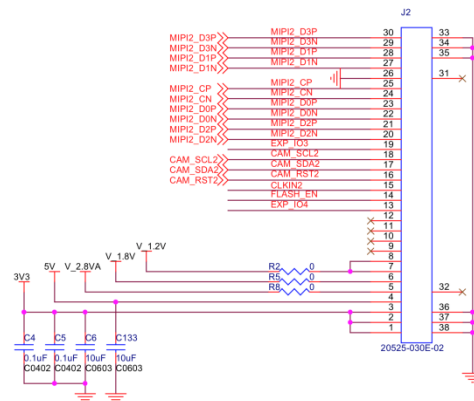 J2
MIPI2_D3P MIPI2_D3P 30 33
MIPI2_D3N MIPI2_D3N 29 34
MIPI2_D1P MIPI2_D1P 28 35
MIPI2_D1N MIPI2_D1N 27
26 31
MIPI2_CP MIPI2_CP 25
MIPI2_CN MIPI2_CN 24
MIPI2_D0P MIPI2_D0P 23
MIPI2_D0N MIPI2_D0N 22
MIPI2_D2P MIPI2_D2P 21
MIPI2_D2N MIPI2_D2N 20
EXP_IO3 19
CAM_SCL2 CAM_SCL2 18
CAM_SDA2 CAM_SDA2 17
CAM_RST2 CAM_RST2 16
CLKIN2 15
FLASH_EN 14
EXP_IO4 13
12
11
10
9
V_1.2V
V_1.8V 8
5V V_2.8VA R2 0 7
3V3 R5 0 6
R8 0 5 32
4
3 36
2 37
1 38
C4 C5 C6 C133
0.1uF 0.1uF 10uF 10uF
C0402 C0402 C0603 C0603
20525-030E-02